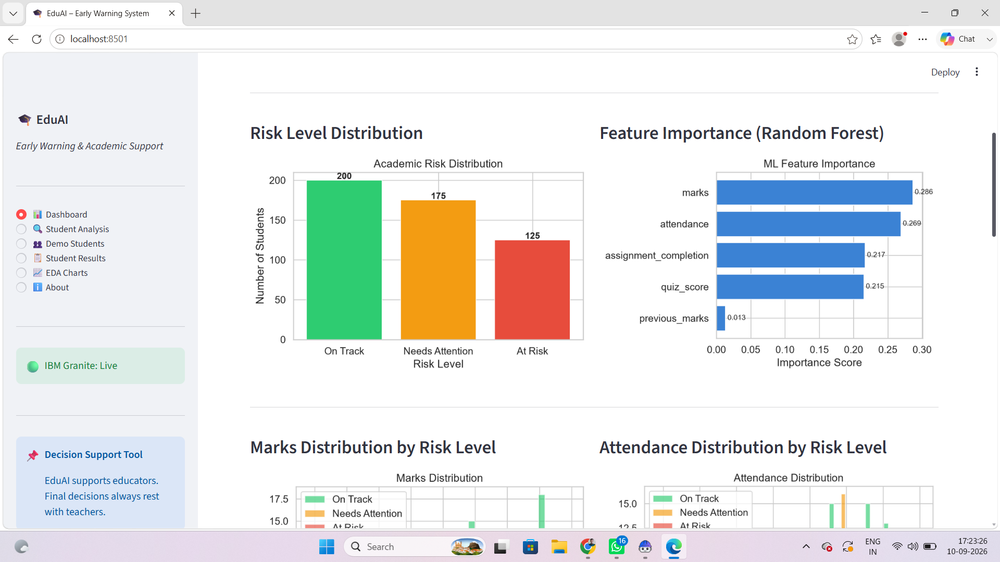 EduAI – Early Warning System
localhost:8501
Chat
Deploy
EduAI
Early Warning & Academic Support
Dashboard
Student Analysis
Demo Students
Student Results
EDA Charts
About
IBM Granite: Live
Decision Support Tool
EduAI supports educators.
Final decisions always rest
with teachers.
Risk Level Distribution
Academic Risk Distribution
Number of Students
200
150
100
50
0
200
175
125
On Track
Needs Attention
At Risk
Risk Level
Feature Importance (Random Forest)
ML Feature Importance
marks
0.286
attendance
0.269
assignment_completion
0.217
quiz_score
0.215
previous_marks
0.013
0.00 0.05 0.10 0.15 0.20 0.25 0.30
Importance Score
Marks Distribution by Risk Level
Marks Distribution
17.5
15.0
On Track
Needs Attention
At Risk
Attendance Distribution by Risk Level
Attendance Distribution
15.0
12.5
On Track
Needs Attention
At Risk
Search
16
ENG
IN
17:23:26
10-09-2026